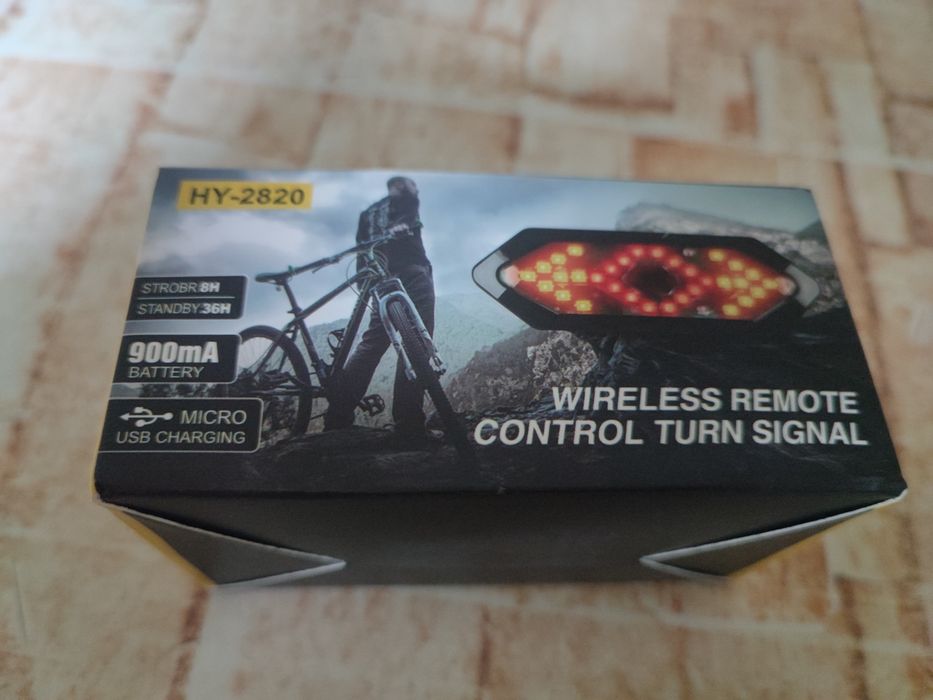 HY-2820
STROBR 8H
STANDBY 36H
900mA
BATTERY
MICRO
USB CHARGING
WIRELESS REMOTE
CONTROL TURN SIGNAL